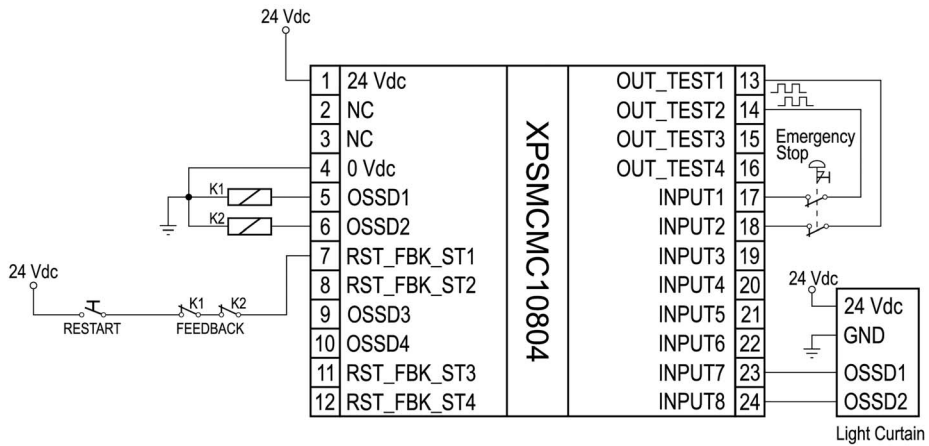 24 Vdc
1 24 Vdc OUT_TEST1 13
2 NC OUT_TEST2 14
3 NC OUT_TEST3 15
Emergency
Stop
4 0 Vdc OUT_TEST4 16
K1
5 OSSD1 INPUT1 17
K2
6 OSSD2 INPUT2 18
7 RST_FBK_ST1 INPUT3 19
24 Vdc
8 RST_FBK_ST2 INPUT4 20
24 Vdc
K1 K2
9 OSSD3 INPUT5 21
24 Vdc
RESTART FEEDBACK
10 OSSD4 INPUT6 22
GND
11 RST_FBK_ST3 INPUT7 23
OSSD1
12 RST_FBK_ST4 INPUT8 24
OSSD2
XPSMCMC10804
Light Curtain